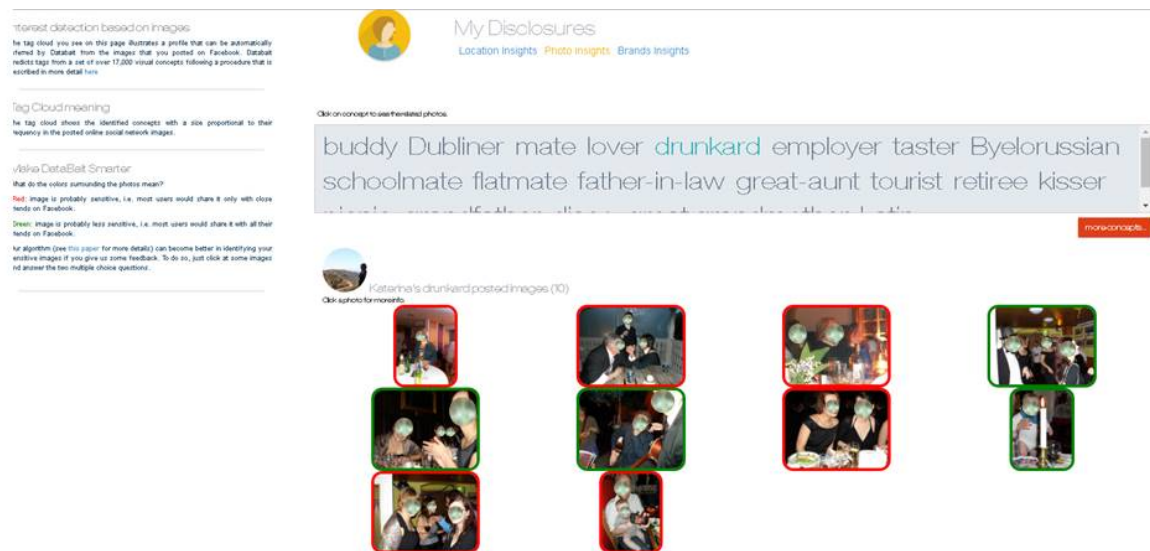 nterest detection based on images
he tag cloud you see on this page illustrates a profile that can be automatically
nferred by Databait from the images that you posted on Facebook. Databait
redicts tags from a set of over 17,000 visual concepts following a procedure that is
escribed in more detail here
Tag Cloud meaning
he tag cloud shows the identified concepts with a size proportional to their
requency in the posted online social network images.
Make DataBait Smarter
What do the colors surrounding the photos mean?
Red: image is probably sensitive, i.e. most users would share it only with close
riends on Facebook.
Green: image is probably less sensitive, i.e. most users would share it with all their
riends on Facebook.
Our algorithm (see this paper for more details) can become better in identifying your
ensitive images if you give us some feedback. To do so, just click at some images
nd answer the two multiple choice questions.
My Disclosures
Location Insights Photo Insights Brands Insights
Click on concept to see the related photos.
buddy Dubliner mate lover drunkard employer taster Byelorussian
schoolmate flatmate father-in-law great-aunt tourist retiree kisser
grandfather great grandmother Latin
more concepts...
Katerina's drunkard posted images (10)
Click a photo for more info.